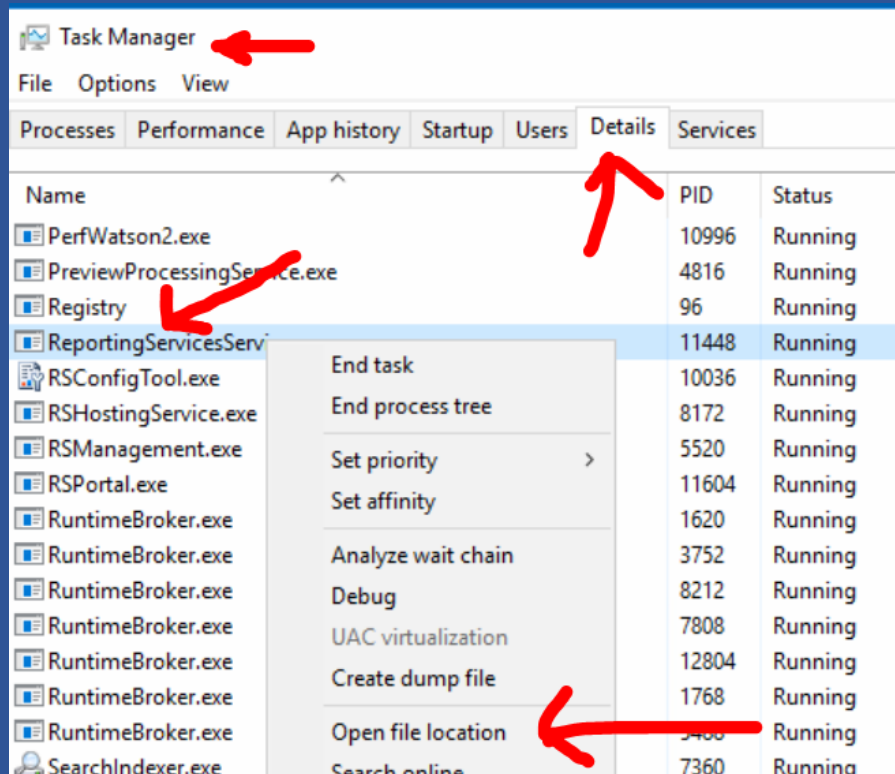 Task Manager
File Options View
Processes Performance App history Startup Users Details Services
Name PID Status
PerfWatson2.exe 10996 Running
PreviewProcessingService.exe 4816 Running
Registry 96 Running
ReportingServicesServi 11448 Running
End task
RSConfigTool.exe 10036 Running
End process tree
RSHostingService.exe 8172 Running
RSManagement.exe 5520 Running
Set priority
RSPortal.exe 11604 Running
Set affinity
RuntimeBroker.exe 1620 Running
RuntimeBroker.exe Analyze wait chain 3752 Running
RuntimeBroker.exe Debug 8212 Running
RuntimeBroker.exe UAC virtualization 7808 Running
RuntimeBroker.exe 12804 Running
Create dump file
RuntimeBroker.exe 1768 Running
RuntimeBroker.exe Open file location Running
SearchIndexer.exe Search online 7360 Running